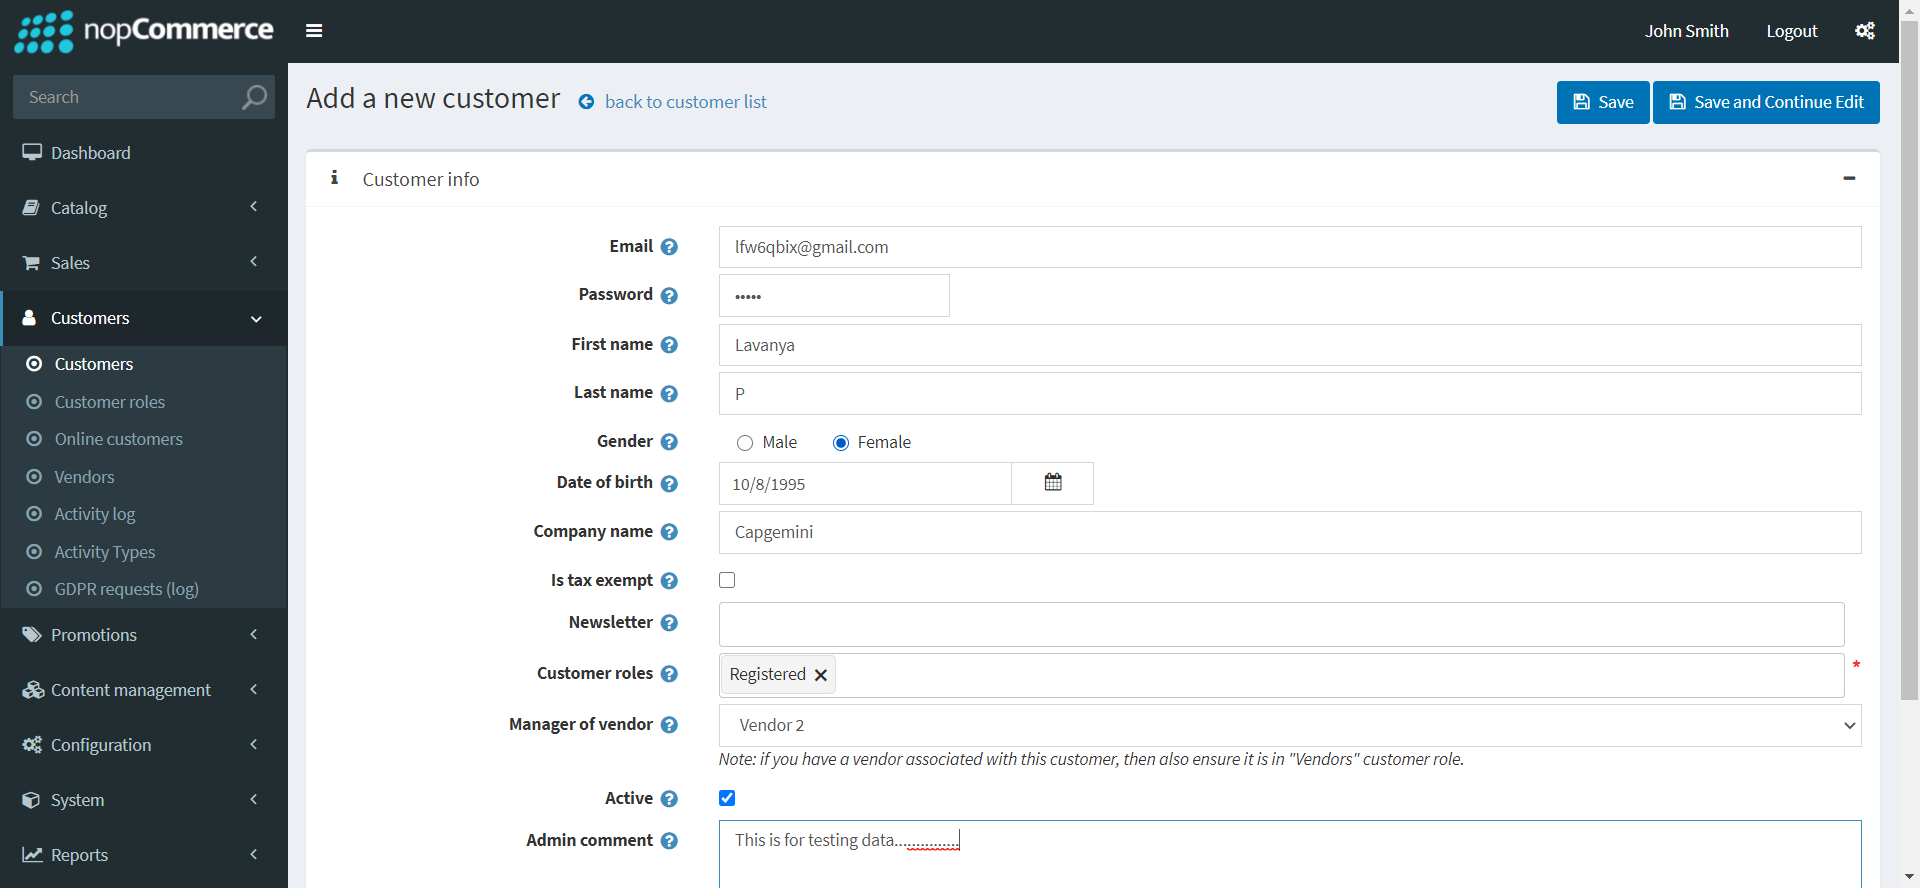 nopCommerce
John Smith
Logout
Search
Add a new customer
back to customer list
Save
Save and Continue Edit
Dashboard
Catalog
Sales
Customers
Customers
Customer roles
Online customers
Vendors
Activity log
Activity Types
GDPR requests (log)
Promotions
Content management
Configuration
System
Reports
Customer info
Email
lfw6qbix@gmail.com
Password
•••••
First name
Lavanya
Last name
P
Gender
Male
Female
Date of birth
10/8/1995
Company name
Capgemini
Is tax exempt
Newsletter
Customer roles
Registered
*
Manager of vendor
Vendor 2
Note: if you have a vendor associated with this customer, then also ensure it is in "Vendors" customer role.
Active
Admin comment
This is for testing data...............